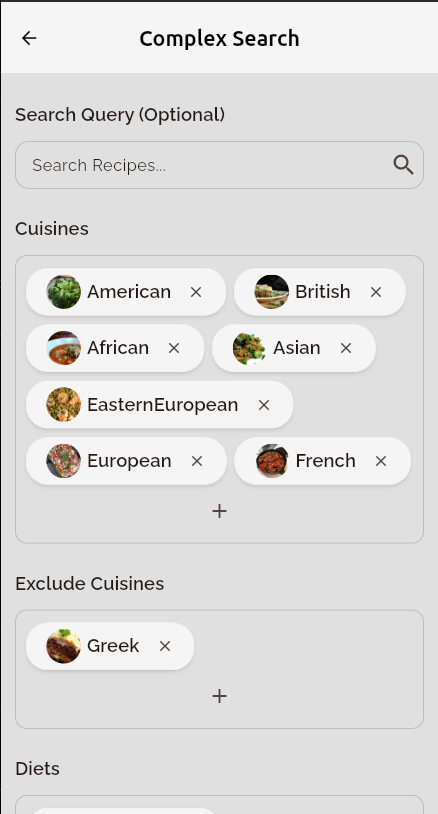 Complex Search
Search Query (Optional)
Search Recipes...
Cuisines
American British
African Asian
EasternEuropean
European French
Exclude Cuisines
Greek
Diets